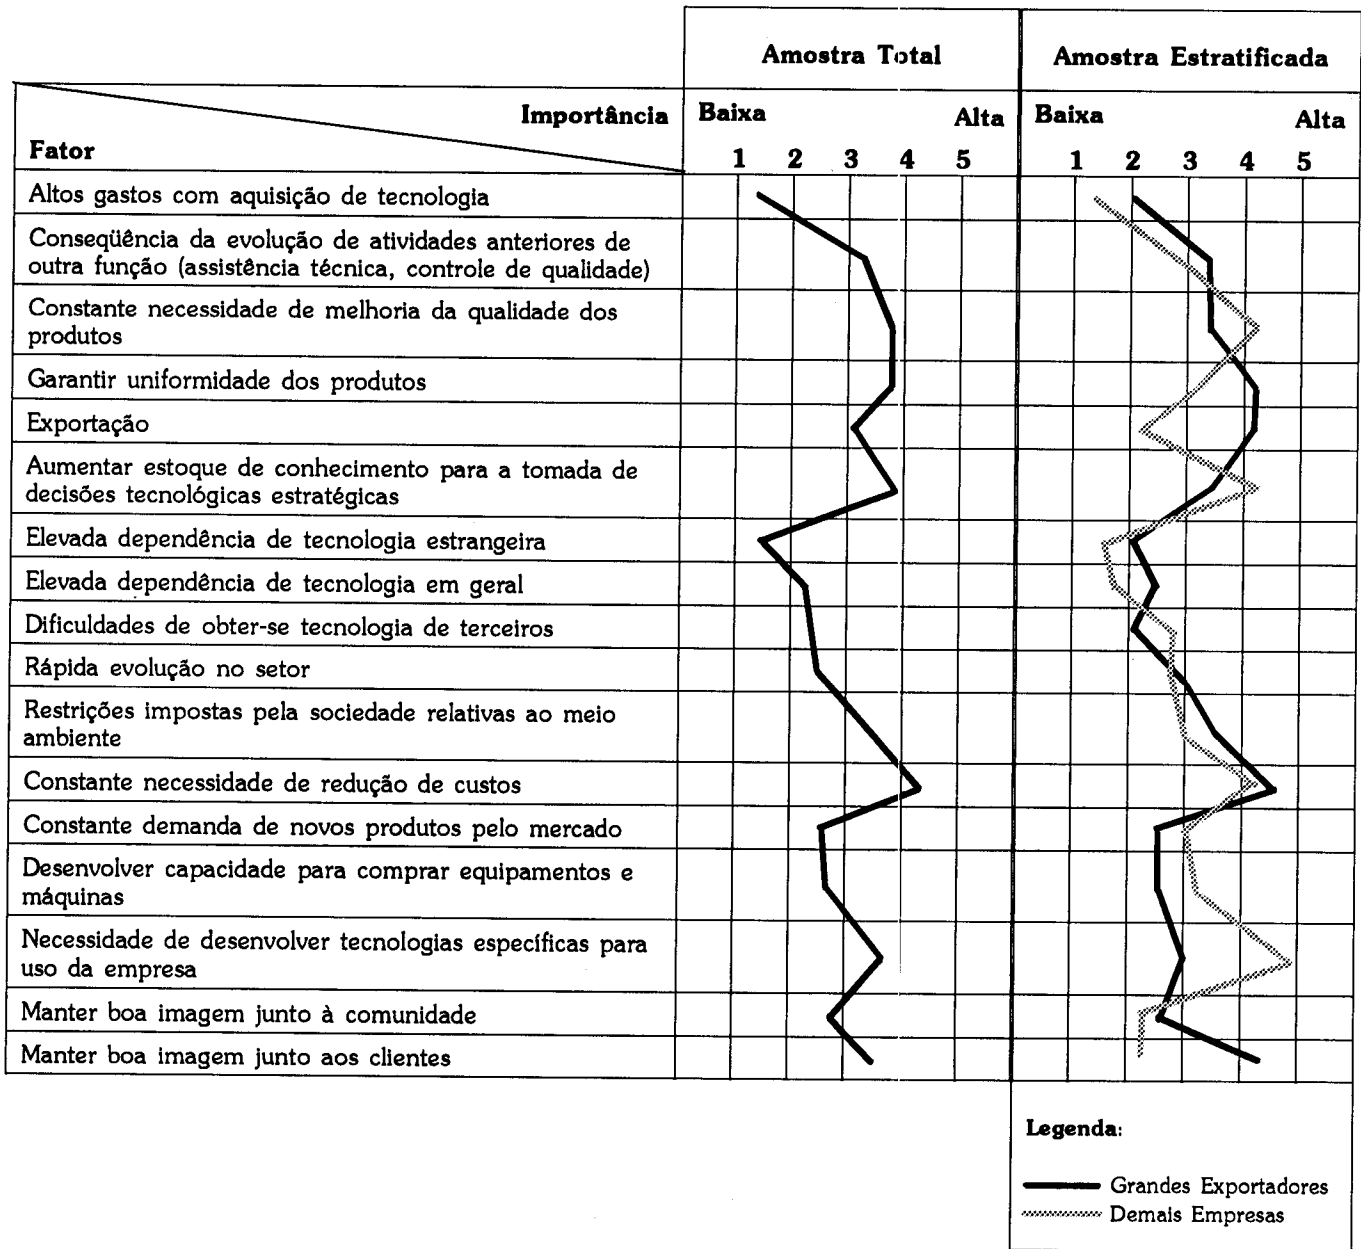 Amostra Total
Amostra Estratificada
Importância
Fator
Baixa
Alta
1 2 3 4 5
Baixa
Alta
1 2 3 4 5
Altos gastos com aquisição de tecnologia
Conseqüência da evolução de atividades anteriores de
outra função (assistência técnica, controle de qualidade)
Constante necessidade de melhoria da qualidade dos
produtos
Garantir uniformidade dos produtos
Exportação
Aumentar estoque de conhecimento para a tomada de
decisões tecnológicas estratégicas
Elevada dependência de tecnologia estrangeira
Elevada dependência de tecnologia em geral
Dificuldades de obter-se tecnologia de terceiros
Rápida evolução no setor
Restrições impostas pela sociedade relativas ao meio
ambiente
Constante necessidade de redução de custos
Constante demanda de novos produtos pelo mercado
Desenvolver capacidade para comprar equipamentos e
máquinas
Necessidade de desenvolver tecnologias específicas para
uso da empresa
Manter boa imagem junto à comunidade
Manter boa imagem junto aos clientes
Legenda:
Grandes Exportadores
Demais Empresas